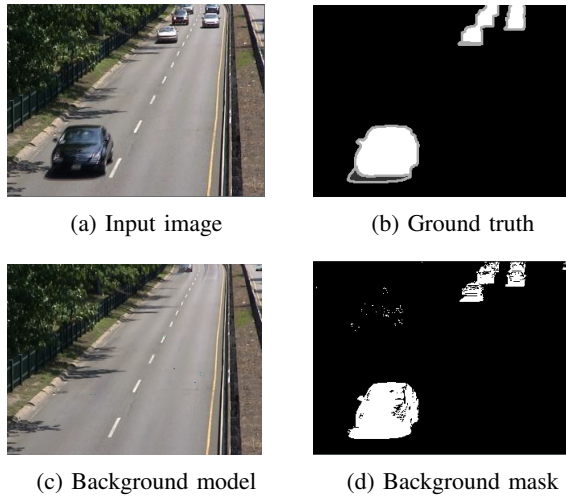 (a) Input image
(b) Ground truth
(c) Background model
(d) Background mask